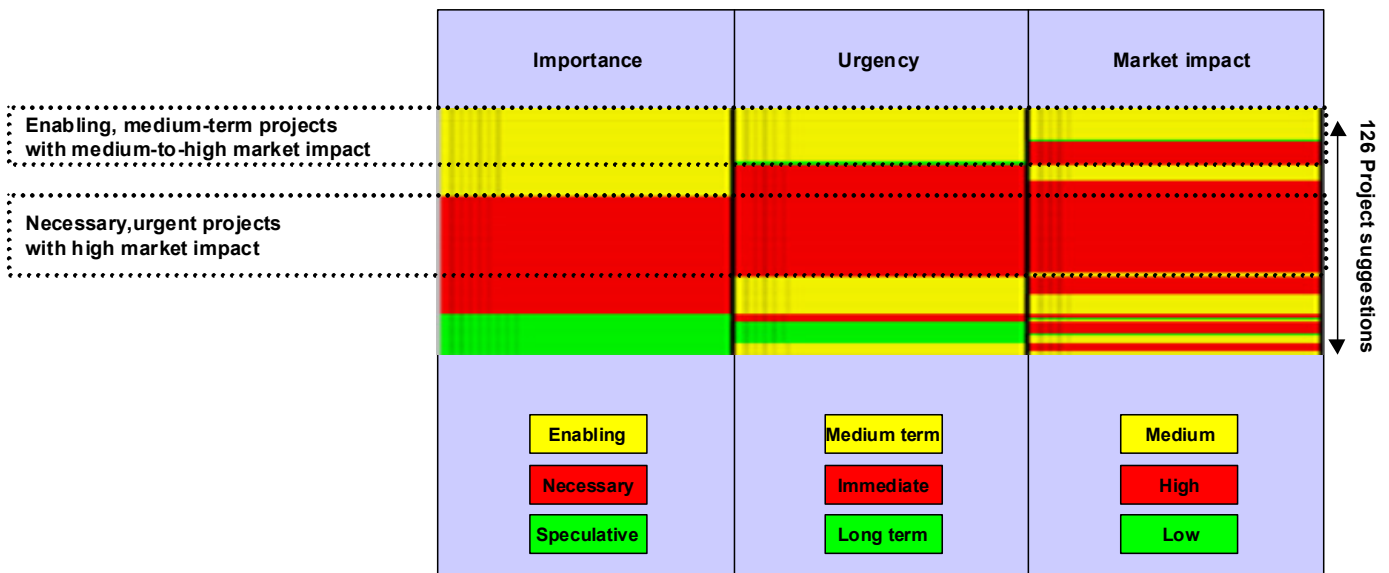 Importance
Urgency
Market impact
Enabling, medium-term projects
with medium-to-high market impact
Necessary,urgent projects
with high market impact
126 Project suggestions
Enabling
Medium term
Medium
Necessary
Immediate
High
Speculative
Long term
Low